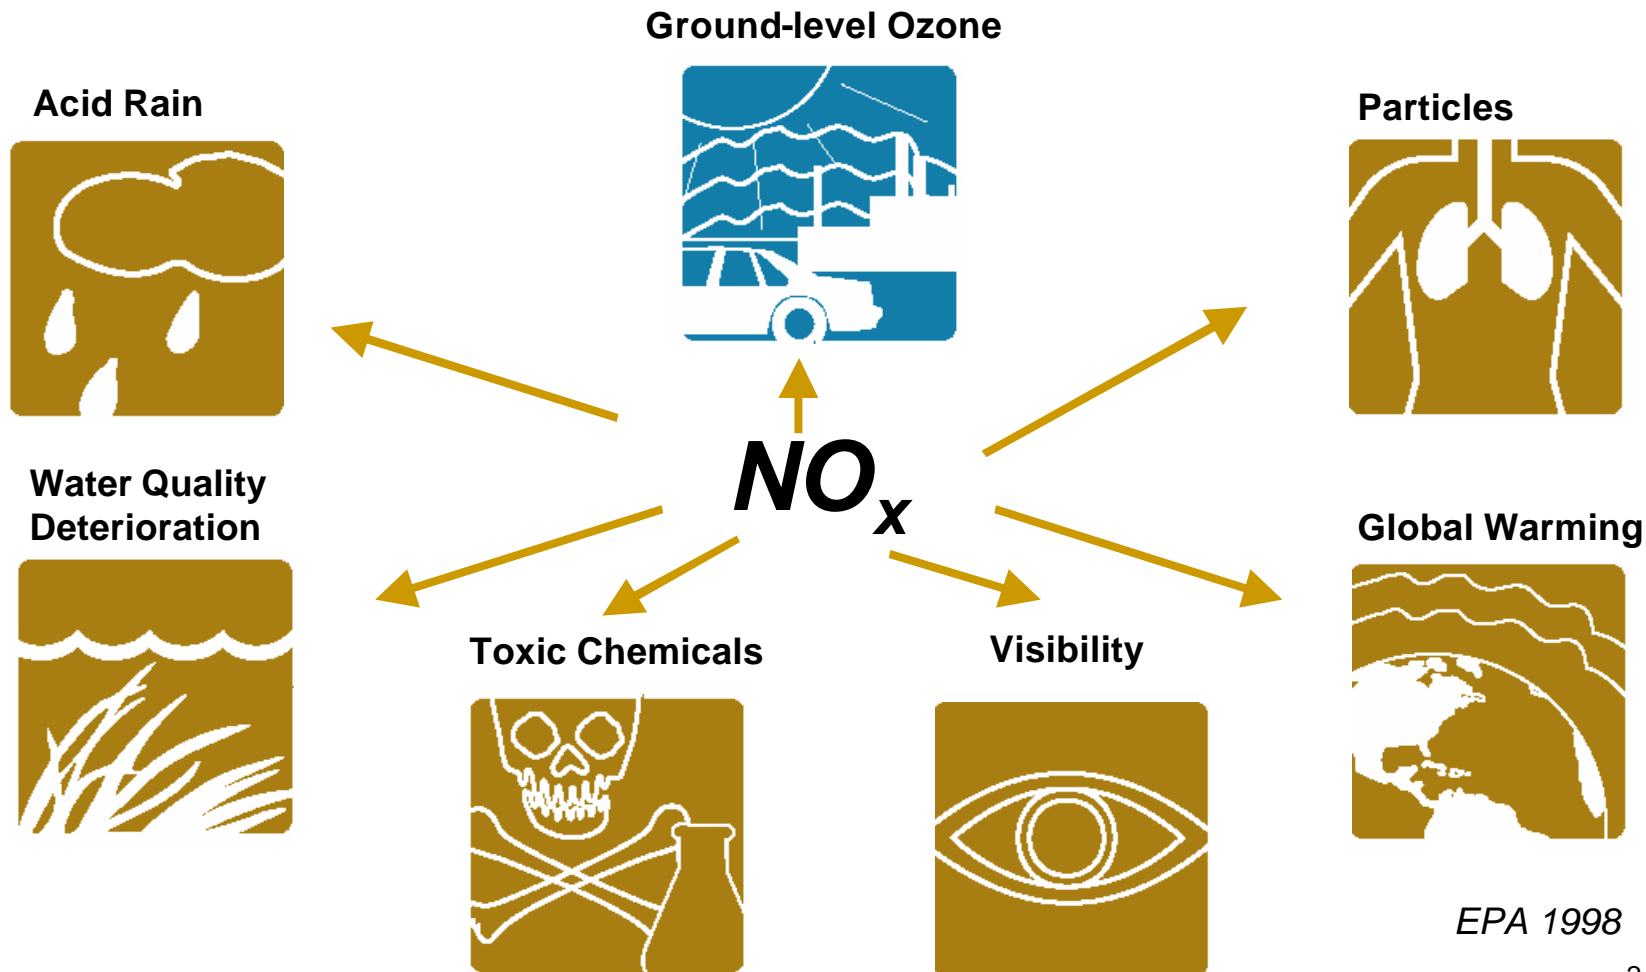 Ground-level Ozone
Acid Rain
Particles
NOx
Water Quality
Deterioration
Global Warming
Toxic Chemicals
Visibility
EPA 1998